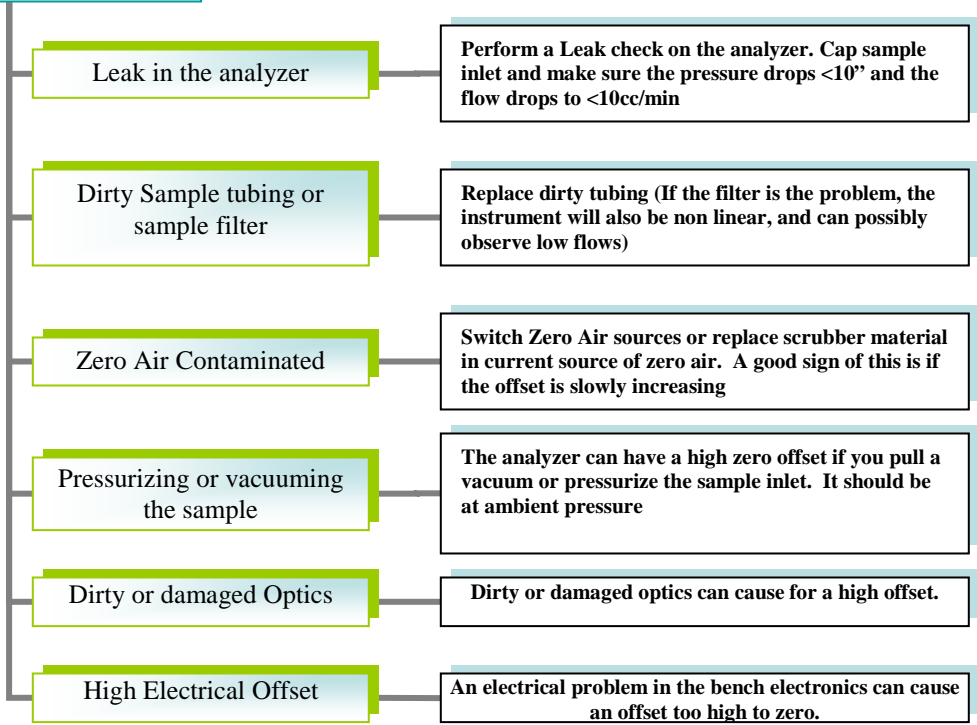 Leak in the analyzer
Perform a Leak check on the analyzer. Cap sample
inlet and make sure the pressure drops <10” and the
flow drops to <10cc/min
Dirty Sample tubing or
sample filter
Replace dirty tubing (If the filter is the problem, the
instrument will also be non linear, and can possibly
observe low flows)
Zero Air Contaminated
Switch Zero Air sources or replace scrubber material
in current source of zero air.  A good sign of this is if
the offset is slowly increasing
Pressurizing or vacuuming
the sample
The analyzer can have a high zero offset if you pull a
vacuum or pressurize the sample inlet.  It should be
at ambient pressure
Dirty or damaged Optics
Dirty or damaged optics can cause for a high offset.
High Electrical Offset
An electrical problem in the bench electronics can cause
an offset too high to zero.